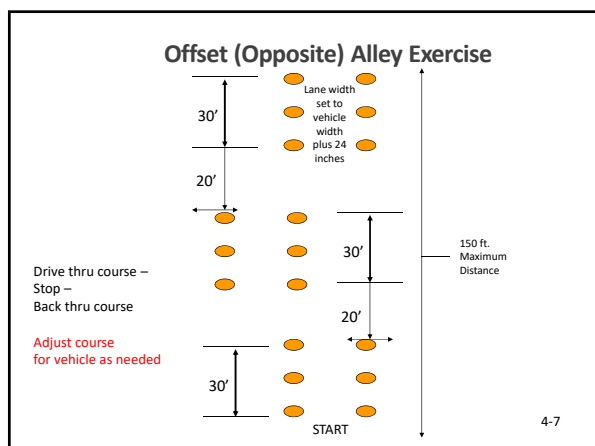 Offset (Opposite) Alley Exercise
Lane width
set to
vehicle
width
plus 24
inches
30’
20’
30’
150 ft.
Maximum
Distance
Drive thru course –
Stop –
Back thru course
20’
Adjust course
for vehicle as needed
30’
START
4-7